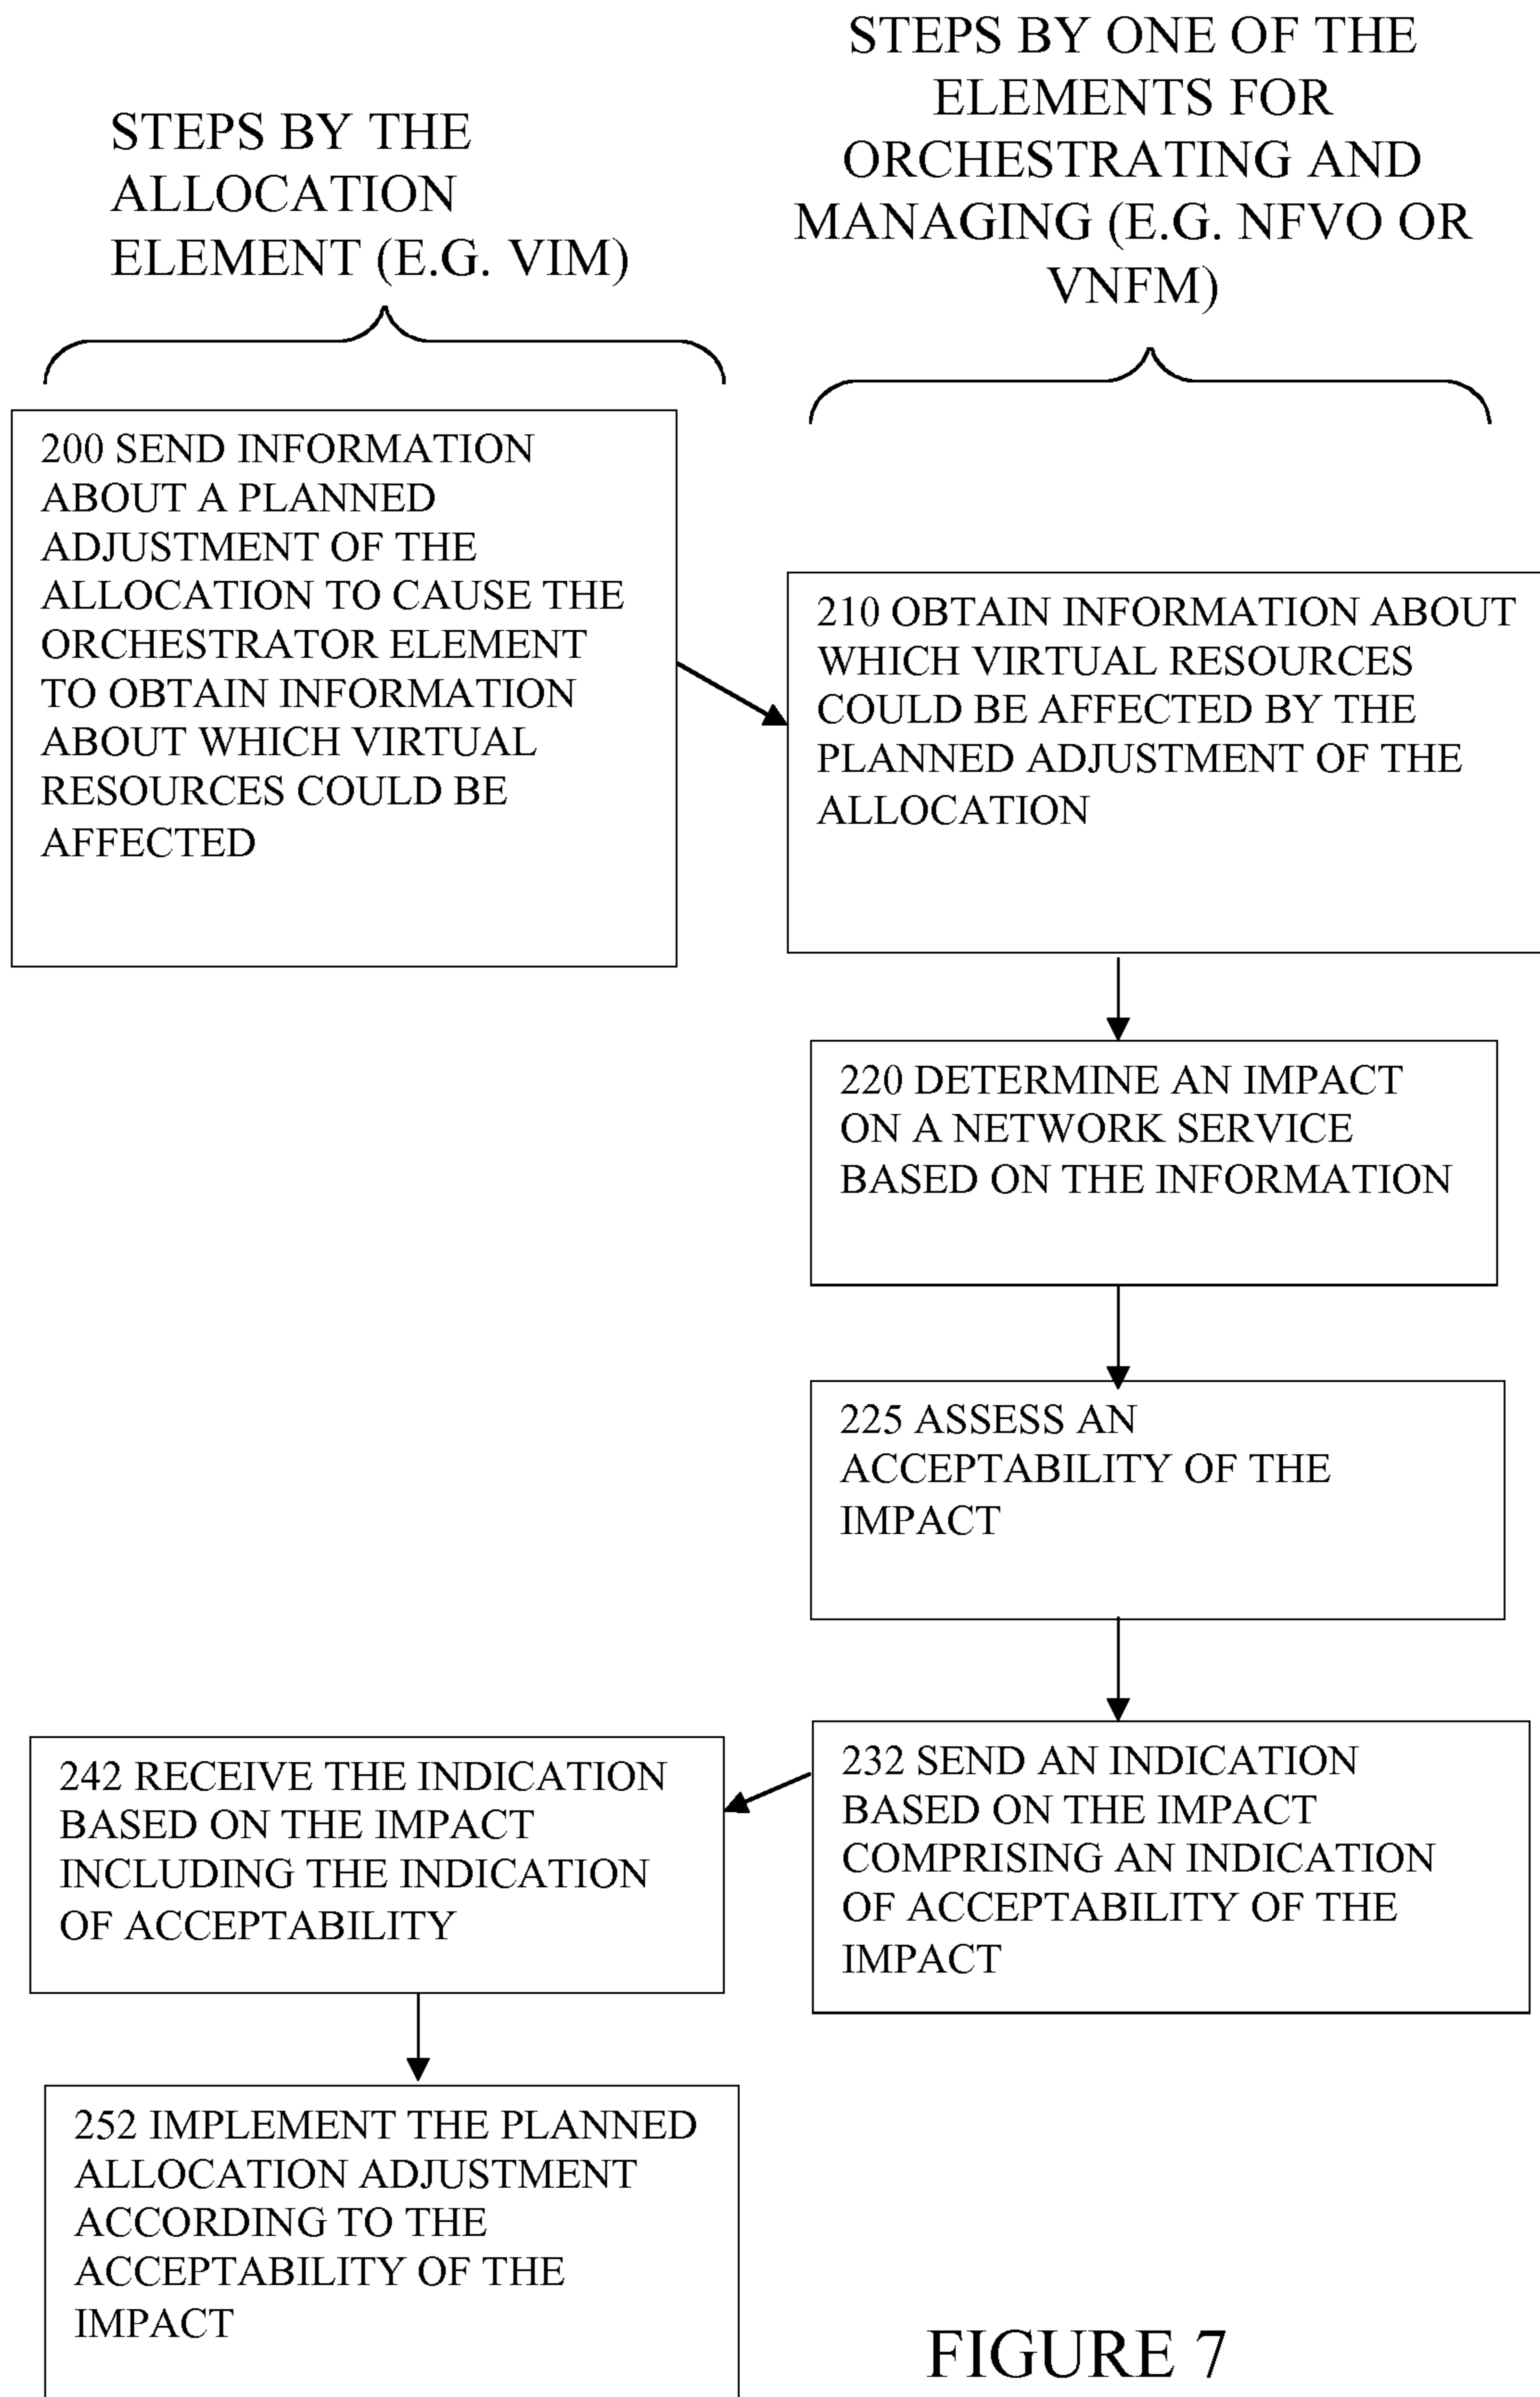 STEPS BY THE
ALLOCATION
ELEMENT (E.G. VIM)
STEPS BY ONE OF THE
ELEMENTS FOR
ORCHESTRATING AND
MANAGING (E.G. NFVO OR
VNFM)
200 SEND INFORMATION
ABOUT A PLANNED
ADJUSTMENT OF THE
ALLOCATION TO CAUSE THE
ORCHESTRATOR ELEMENT
TO OBTAIN INFORMATION
ABOUT WHICH VIRTUAL
RESOURCES COULD BE
AFFECTED
210 OBTAIN INFORMATION ABOUT
WHICH VIRTUAL RESOURCES
COULD BE AFFECTED BY THE
PLANNED ADJUSTMENT OF THE
ALLOCATION
220 DETERMINE AN IMPACT
ON A NETWORK SERVICE
BASED ON THE INFORMATION
225 ASSESS AN
ACCEPTABILITY OF THE
IMPACT
232 SEND AN INDICATION
BASED ON THE IMPACT
COMPRISING AN INDICATION
OF ACCEPTABILITY OF THE
IMPACT
242 RECEIVE THE INDICATION
BASED ON THE IMPACT
INCLUDING THE INDICATION
OF ACCEPTABILITY
252 IMPLEMENT THE PLANNED
ALLOCATION ADJUSTMENT
ACCORDING TO THE
ACCEPTABILITY OF THE
IMPACT
FIGURE 7